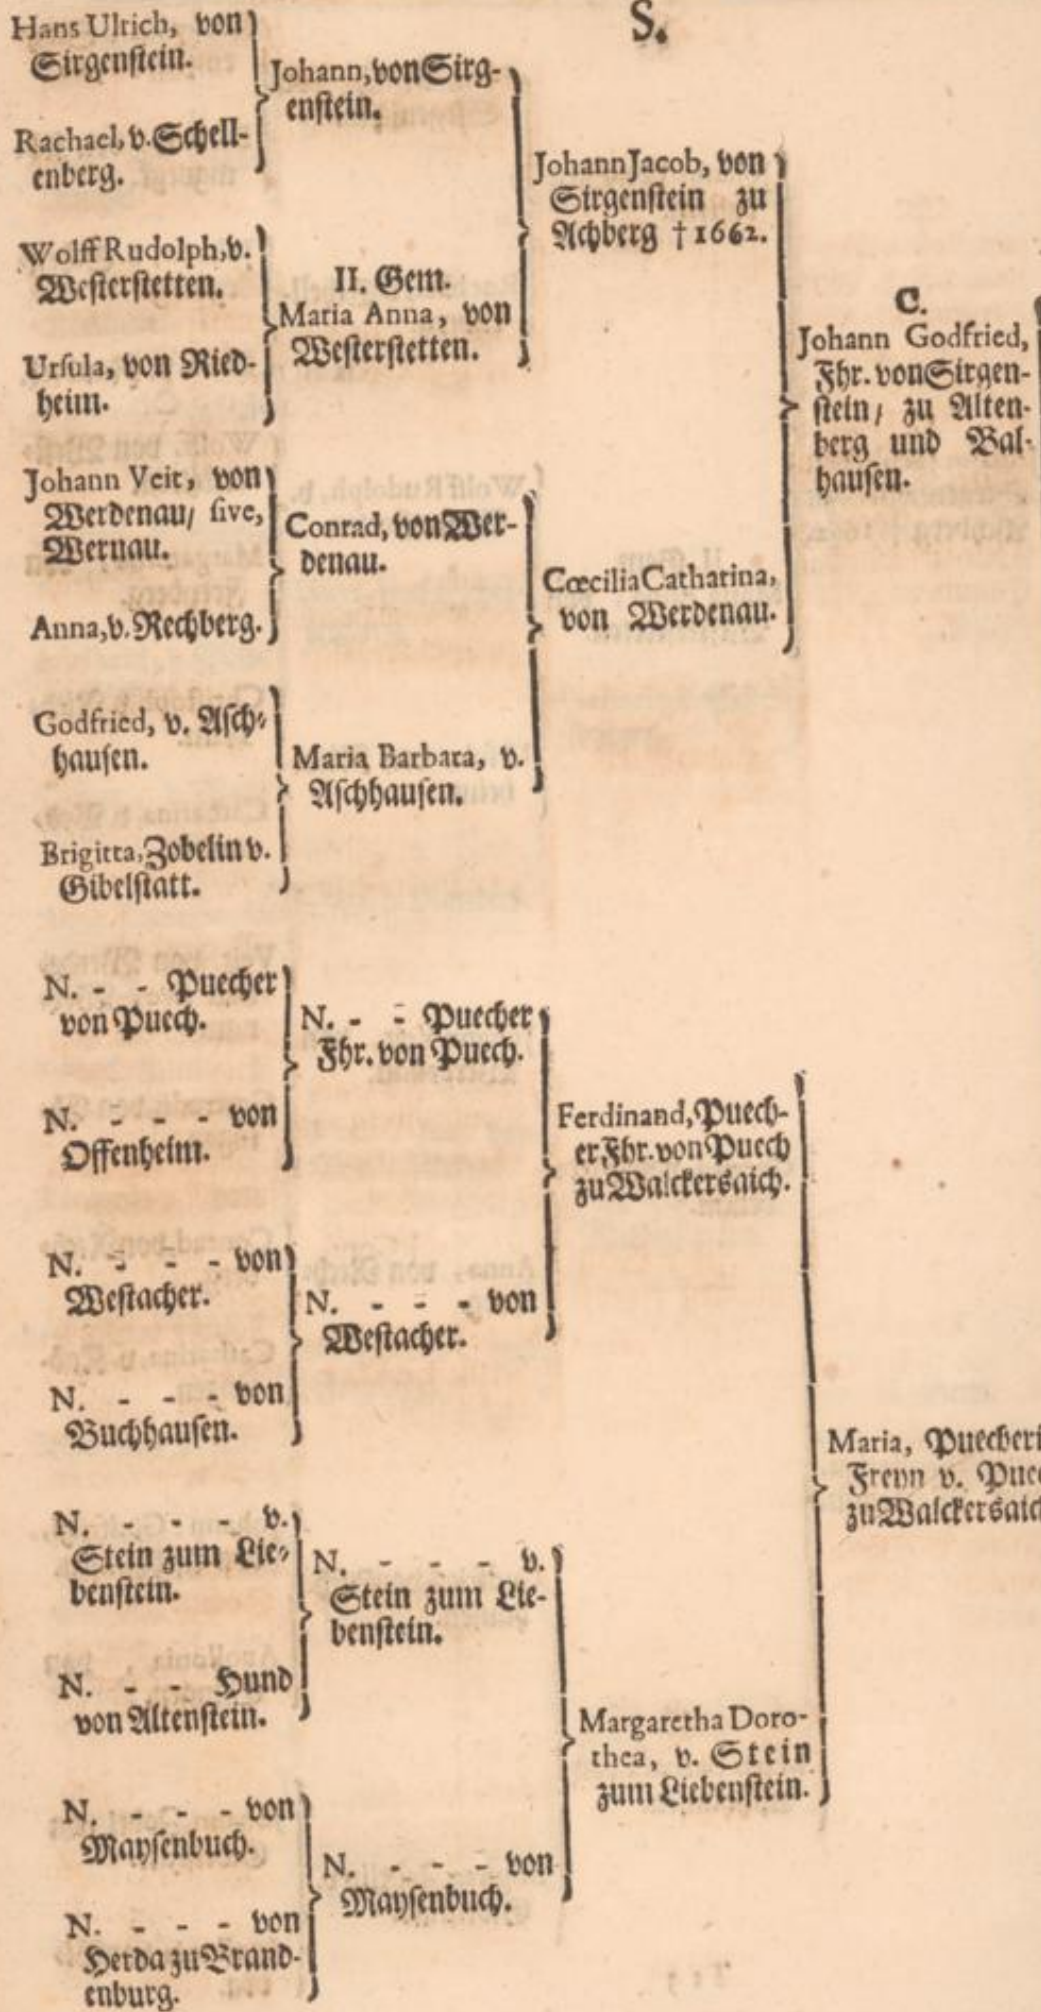 S.
Hans Ulrich, von
Sirgenstein.
Rachael, v. Schell-
enberg.
Wolff Rudolph, v.
Westerstetten.
Ursula, von Ried-
heim.
Johann Veit, von
Werdenau/ sive,
Wernau.
Anna, v. Rechberg.
Godfried, v. Asch-
hausen.
Brigitta, Zobelin v.
Gibelstatt.
N. - - Puecher
von Puech.
N. - - - von
Offenheim.
N. - - - von
Westacher.
N. - - - von
Buchhausen.
N. - - - v.
Stein zum Lie-
benstein.
N. - - Hund
von Altenstein.
N. - - - von
Maysenbuch.
N. - - - von
Herda zu Brand-
enburg.
Johann, von Sirg-
enstein.
II. Gem.
Maria Anna, von
Westerstetten.
Conrad, von Wer-
denau.
Maria Barbara, v.
Aschhausen.
N. - - Puecher
Fhr. von Puech.
N. - - - von
Westacher.
N. - - - v.
Stein zum Lie-
benstein.
N. - - - von
Maysenbuch.
Johann Jacob, von
Sirgenstein zu
Achberg † 1662.
Cœcilia Catharina,
von Werdenau.
Ferdinand, Puech-
er Fhr. von Puech
zu Walckersaich.
Margaretha Doro-
thea, v. Stein
zum Liebenstein.
C.
Johann Godfried,
Fhr. von Sirgen-
stein/ zu Alten-
berg und Bal-
hausen.
Maria, Puecheri
Freyn v. Puec
zu Walckersaich